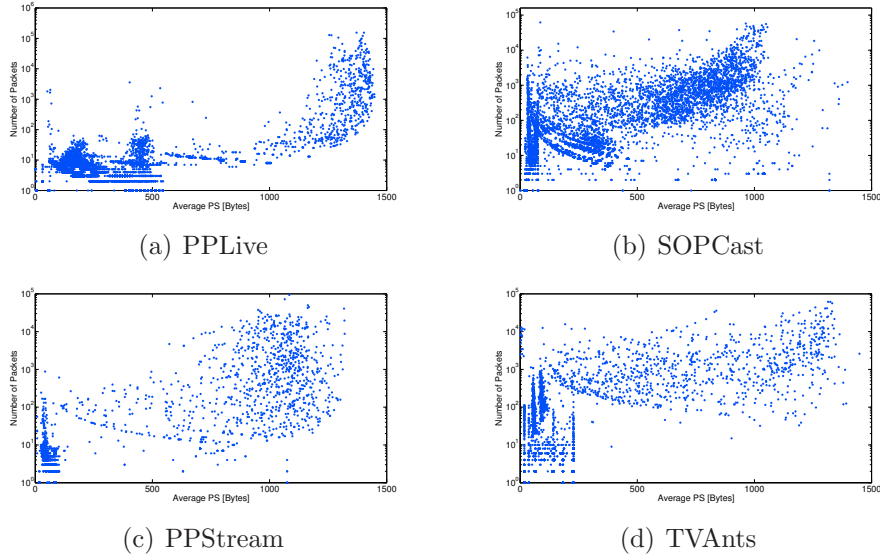 10^6
10^5
10^4
10^3
10^2
10^1
10^0
Number of Packets
0 500 1000 1500
Average PS [Bytes]
(a) PPLive
10^5
10^4
10^3
10^2
10^1
10^0
Number of Packets
0 500 1000 1500
Average PS [Bytes]
(b) SOPCast
10^5
10^4
10^3
10^2
10^1
10^0
Number of Packets
0 500 1000 1500
Average PS [Bytes]
(c) PPStream
10^5
10^4
10^3
10^2
10^1
10^0
Number of Packets
0 500 1000 1500
Average PS [Bytes]
(d) TVAnts